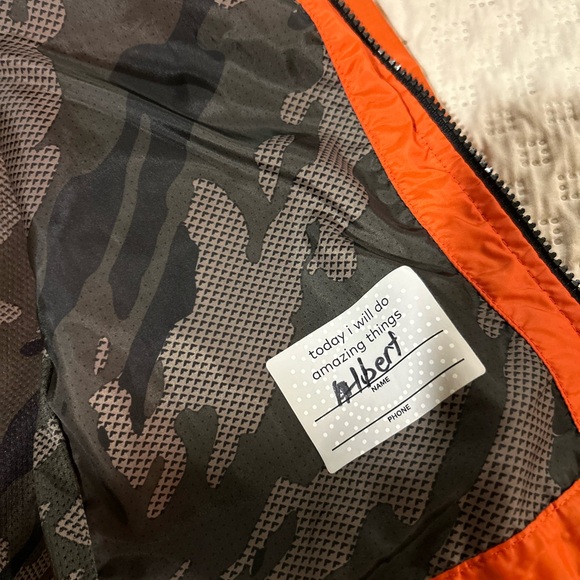 today i will do
amazing things
Albert
NAME
PHONE